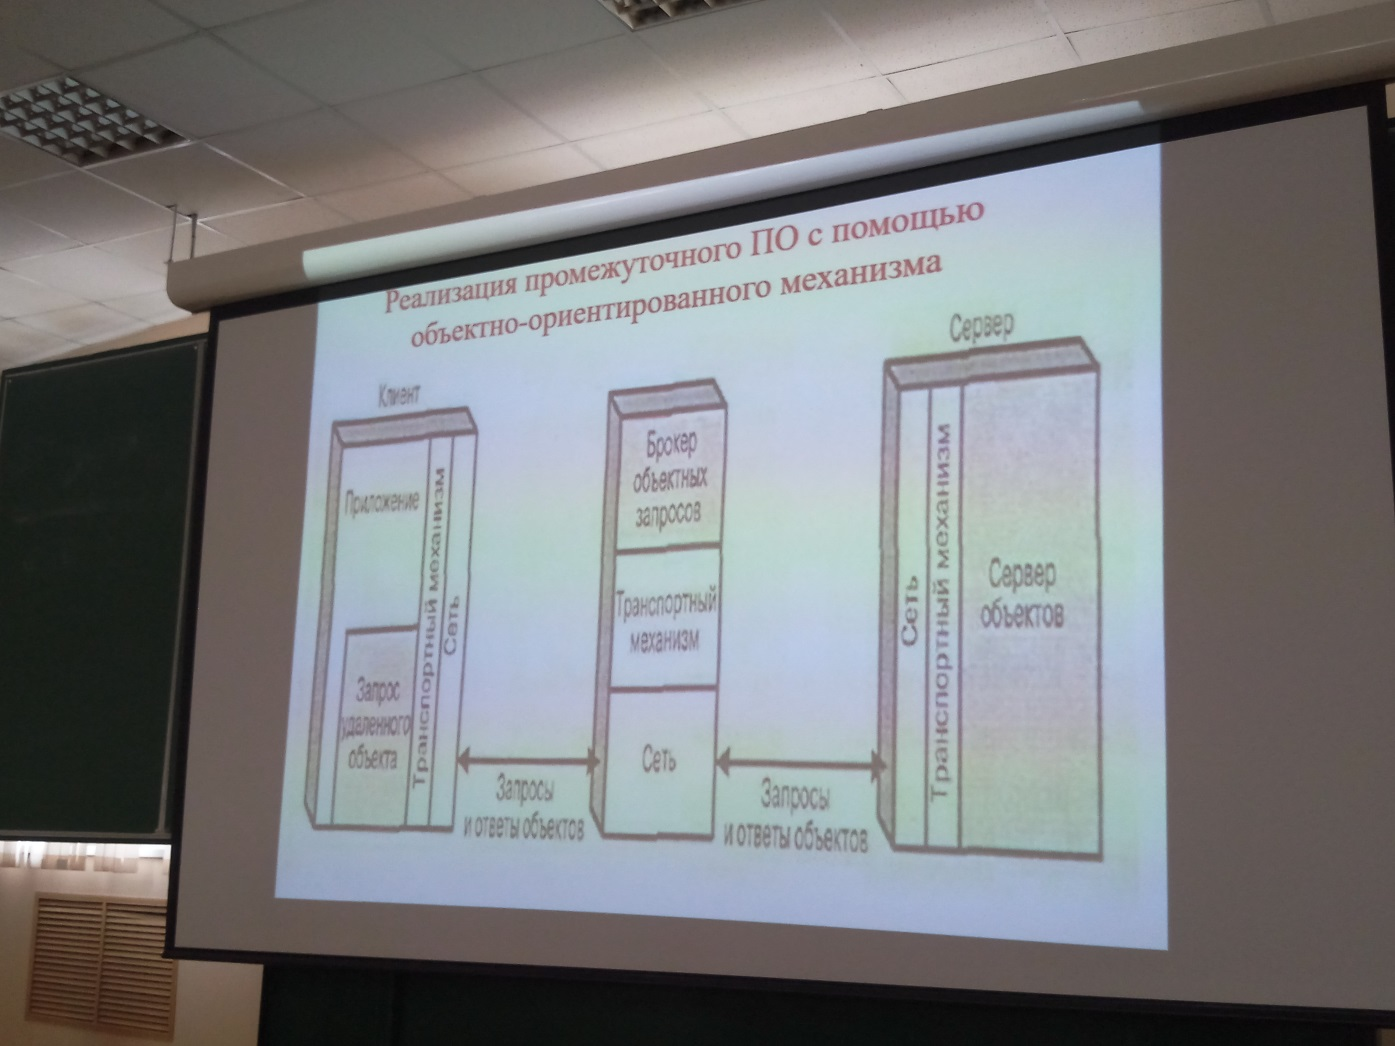 Реализация промежуточного ПО с помощью
объектно-ориентированного механизма
Клиент
Приложение
Запрос
удаленного
объекта
Транспортный механизм
Сеть
Запросы
и ответы объектов
Брокер
объектных
запросов
Транспортный
механизм
Сеть
Запросы
и ответы объектов
Сервер
Сеть
Транспортный механизм
Сервер
объектов